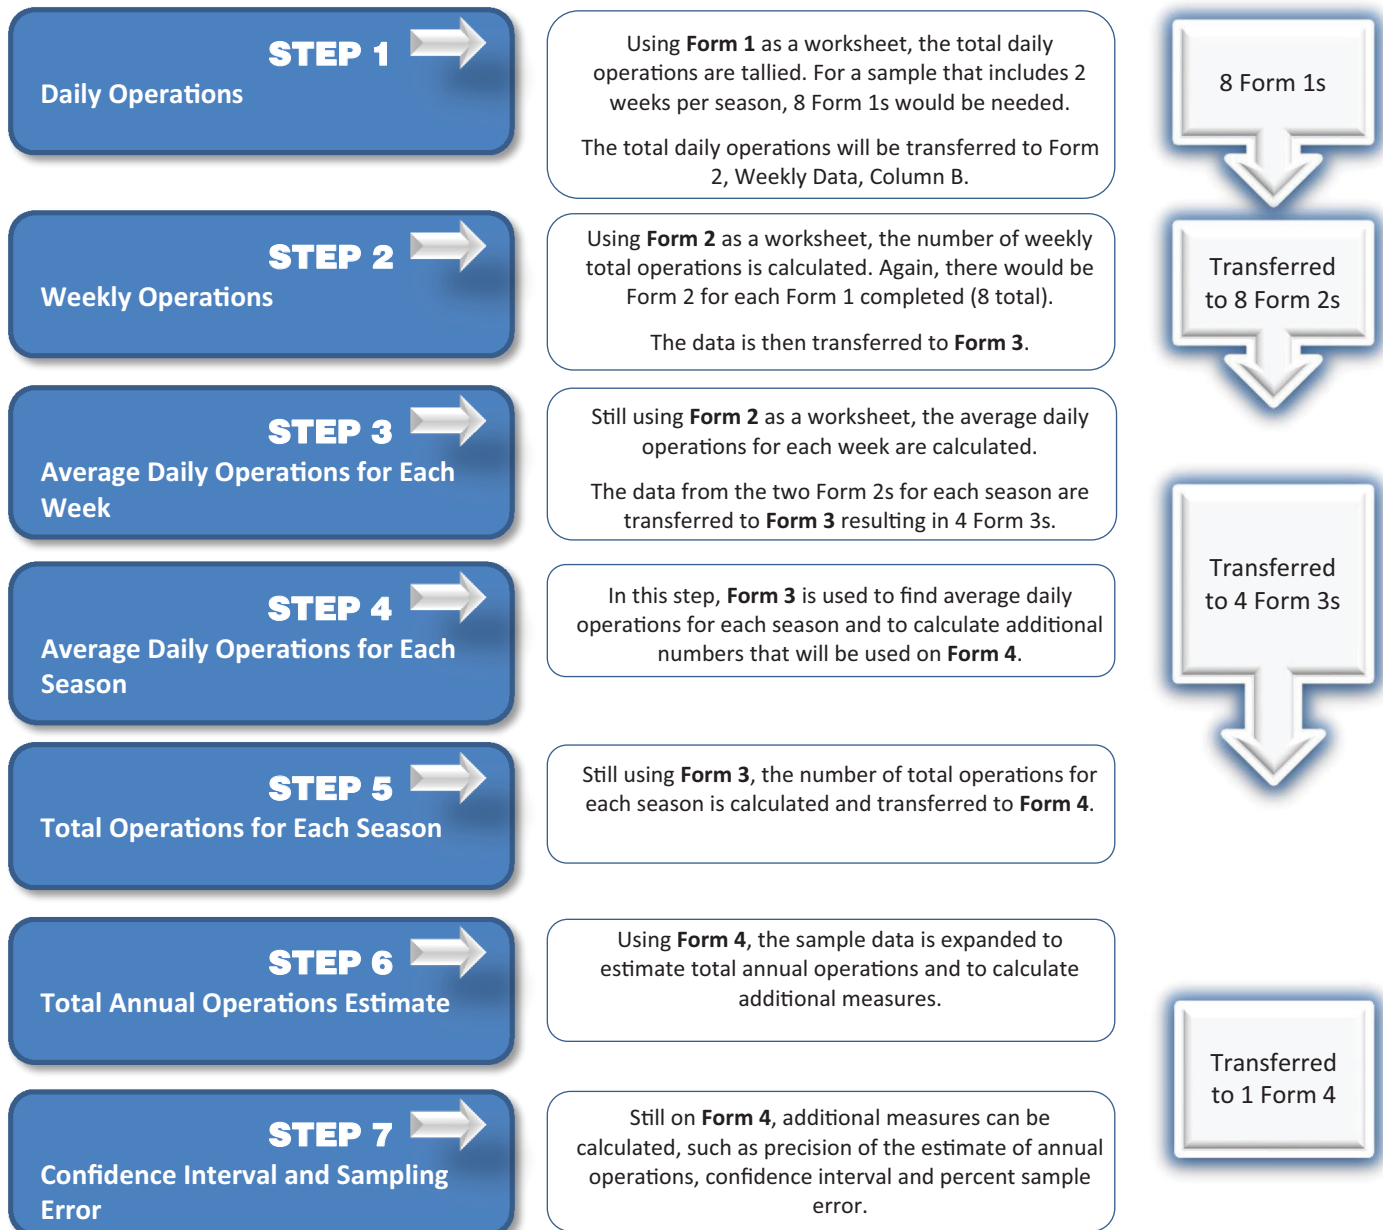 STEP 1
Daily Operations
Using Form 1 as a worksheet, the total daily
operations are tallied. For a sample that includes 2
weeks per season, 8 Form 1s would be needed.
The total daily operations will be transferred to Form
2, Weekly Data, Column B.
8 Form 1s
STEP 2
Weekly Operations
Using Form 2 as a worksheet, the number of weekly
total operations is calculated. Again, there would be
Form 2 for each Form 1 completed (8 total).
The data is then transferred to Form 3.
Transferred
to 8 Form 2s
STEP 3
Average Daily Operations for Each
Week
Still using Form 2 as a worksheet, the average daily
operations for each week are calculated.
The data from the two Form 2s for each season are
transferred to Form 3 resulting in 4 Form 3s.
Transferred
to 4 Form 3s
STEP 4
Average Daily Operations for Each
Season
In this step, Form 3 is used to find average daily
operations for each season and to calculate additional
numbers that will be used on Form 4.
STEP 5
Total Operations for Each Season
Still using Form 3, the number of total operations for
each season is calculated and transferred to Form 4.
STEP 6
Total Annual Operations Estimate
Using Form 4, the sample data is expanded to
estimate total annual operations and to calculate
additional measures.
Transferred
to 1 Form 4
STEP 7
Confidence Interval and Sampling
Error
Still on Form 4, additional measures can be
calculated, such as precision of the estimate of annual
operations, confidence interval and percent sample
error.